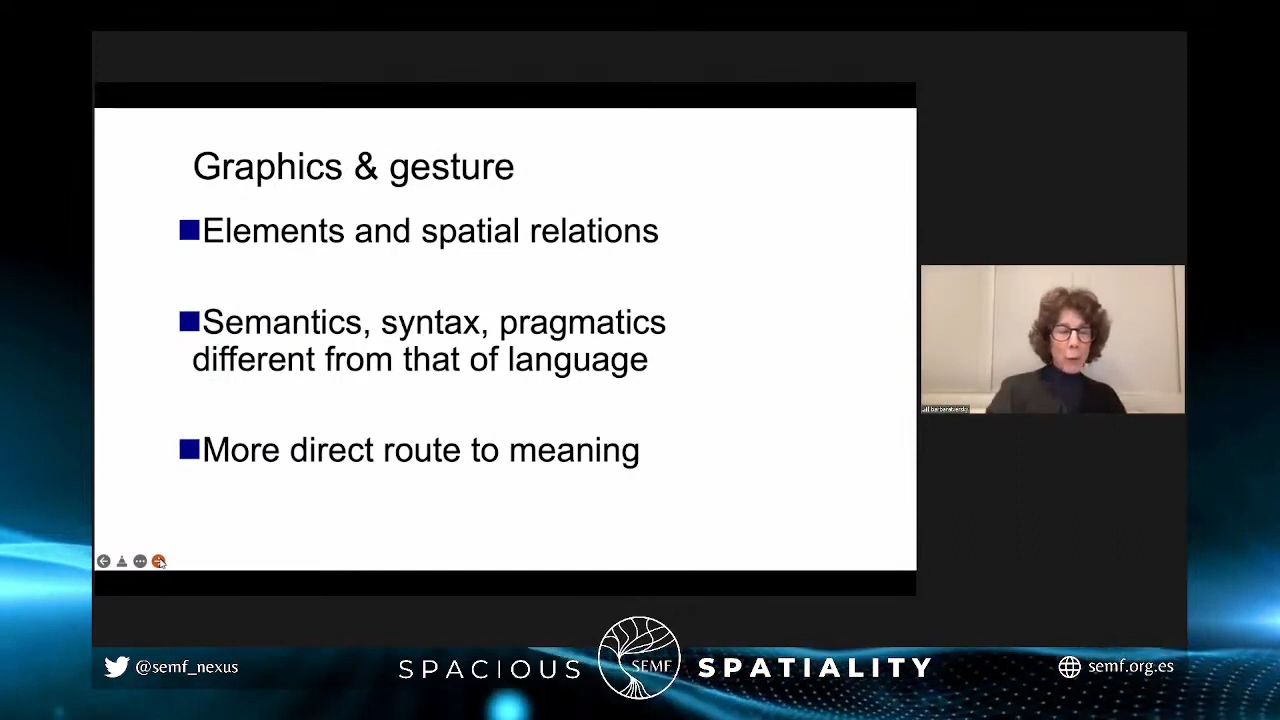 Graphics & gesture
Elements and spatial relations
Semantics, syntax, pragmatics
different from that of language
More direct route to meaning
barbaratversky
@semf_nexus
SPACIOUS
SEMF
SPATIALITY
semf.org.es